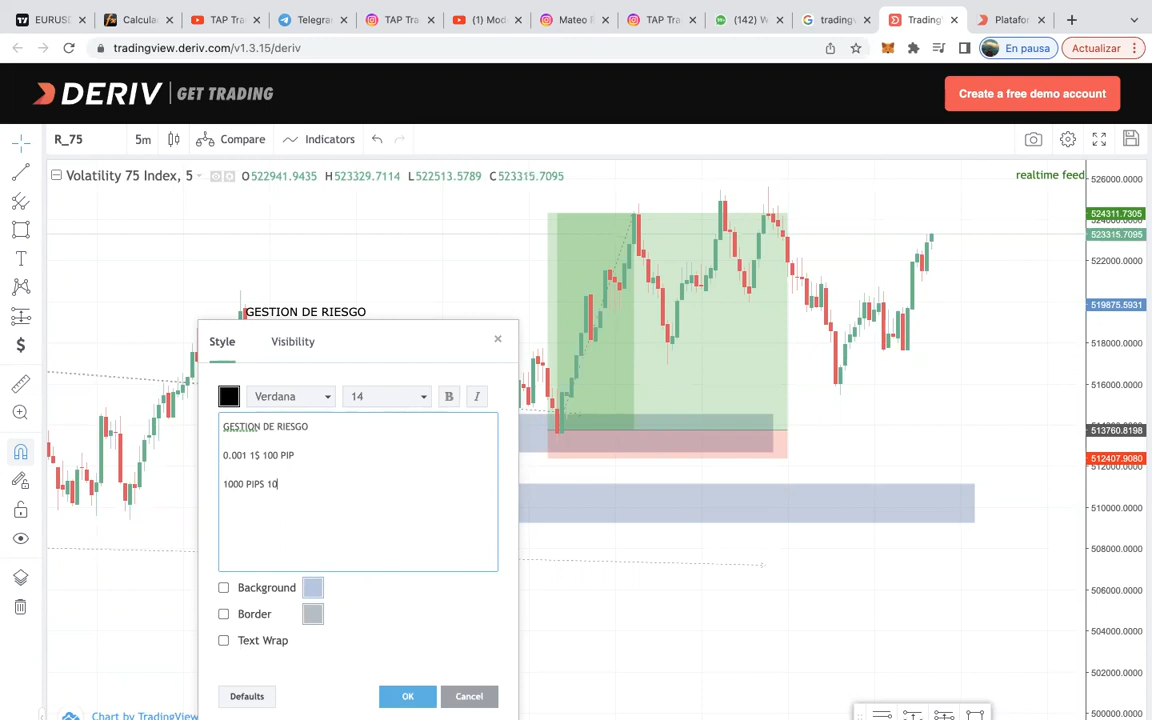 EURUSD
Calcula
TAP Tra
Telegra
TAP Tra
(1) Mod
Mateo F
TAP Tra
(142) W
tradingv
Trading
Platafor
tradingview.deriv.com/v1.3.15/deriv
En pausa
Actualizar
DERIV GET TRADING
Create a free demo account
R_75
5m
Compare
Indicators
Volatility 75 Index, 5
O522941.9435 H523329.7114 L522513.5789 C523315.7095
realtime feed
526000.0000
524311.7305
523315.7095
522000.0000
519875.5931
518000.0000
516000.0000
513760.8198
512407.9080
512000.0000
510000.0000
508000.0000
506000.0000
504000.0000
502000.0000
500000.0000
GESTION DE RIESGO
Style
Visibility
Verdana
14
B
I
GESTION DE RIESGO
0.001 1$ 100 PIP
1000 PIPS 10
Background
Border
Text Wrap
Defaults
OK
Cancel
Chart by TradingView